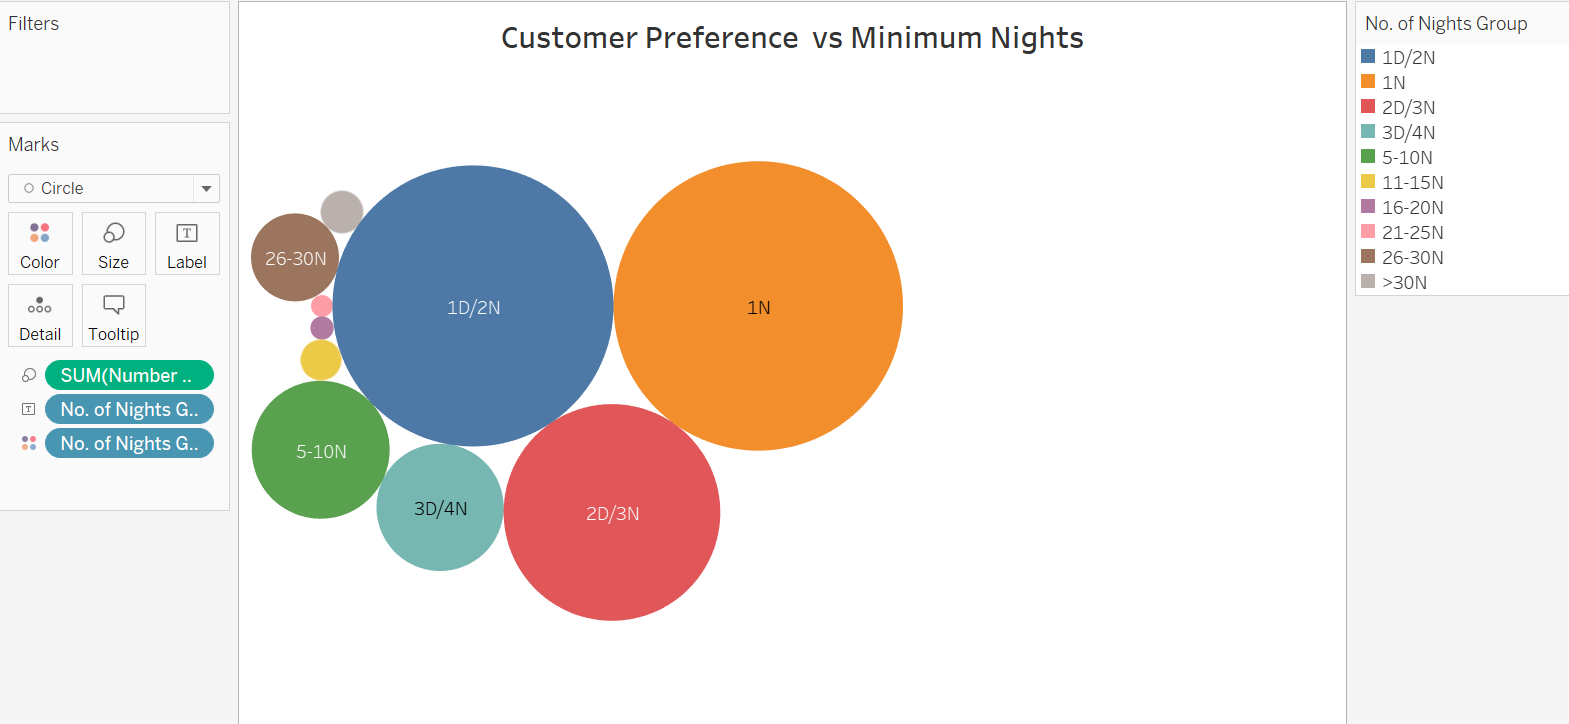 Filters
Marks
Circle
Color
Size
Label
Detail
Tooltip
SUM(Number ..
No. of Nights G..
No. of Nights G..
Customer Preference vs Minimum Nights
26-30N
1D/2N
1N
5-10N
3D/4N
2D/3N
No. of Nights Group
1D/2N
1N
2D/3N
3D/4N
5-10N
11-15N
16-20N
21-25N
26-30N
>30N